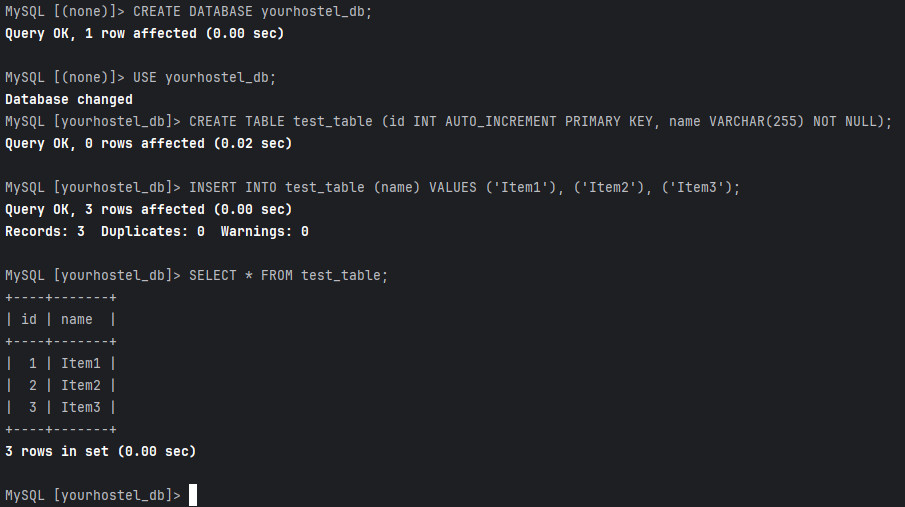 MySQL [(none)]> CREATE DATABASE yourhostel_db;
Query OK, 1 row affected (0.00 sec)
MySQL [(none)]> USE yourhostel_db;
Database changed
MySQL [yourhostel_db]> CREATE TABLE test_table (id INT AUTO_INCREMENT PRIMARY KEY, name VARCHAR(255) NOT NULL);
Query OK, 0 rows affected (0.02 sec)
MySQL [yourhostel_db]> INSERT INTO test_table (name) VALUES ('Item1'), ('Item2'), ('Item3');
Query OK, 3 rows affected (0.00 sec)
Records: 3  Duplicates: 0  Warnings: 0
MySQL [yourhostel_db]> SELECT * FROM test_table;
+----+-------+
| id | name  |
+----+-------+
|  1 | Item1 |
|  2 | Item2 |
|  3 | Item3 |
+----+-------+
3 rows in set (0.00 sec)
MySQL [yourhostel_db]>